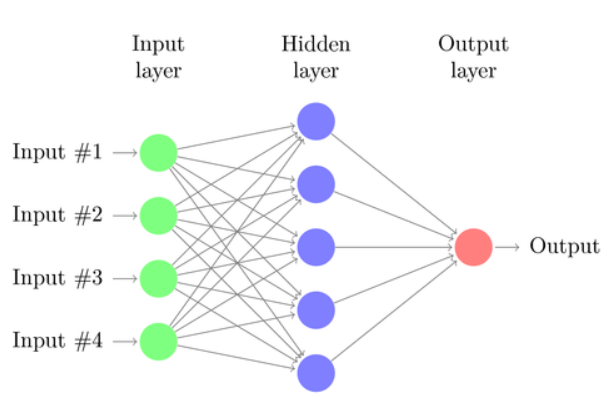 Input
layer
Hidden
layer
Output
layer
Input #1
Input #2
Input #3
Input #4
Output